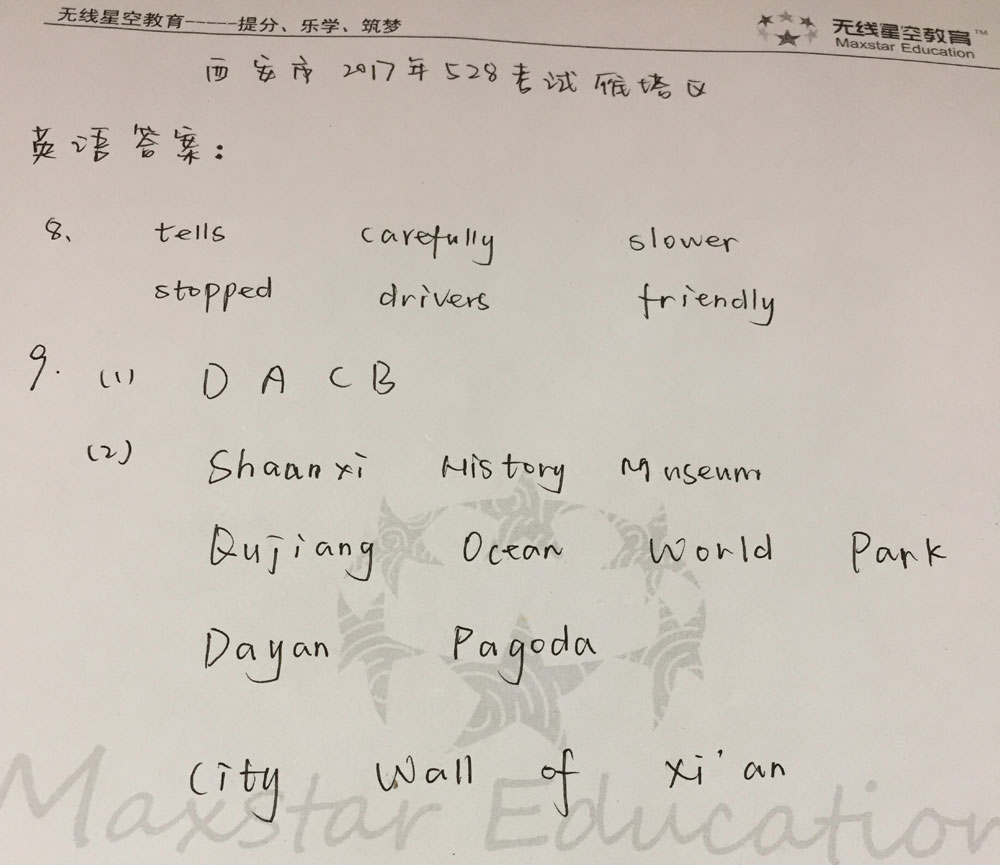 无线星空教育-----提分、乐学、筑梦
无线星空教育™
Maxstar Education
西安市2017年528考试雁塔区
英语答案：
8、 tells carefully slower
stopped drivers friendly
9. (1) D A C B
(2) Shaanxi History Museum
Qujiang Ocean World Park
Dayan Pagoda
City Wall of Xi'an
Maxstar Education